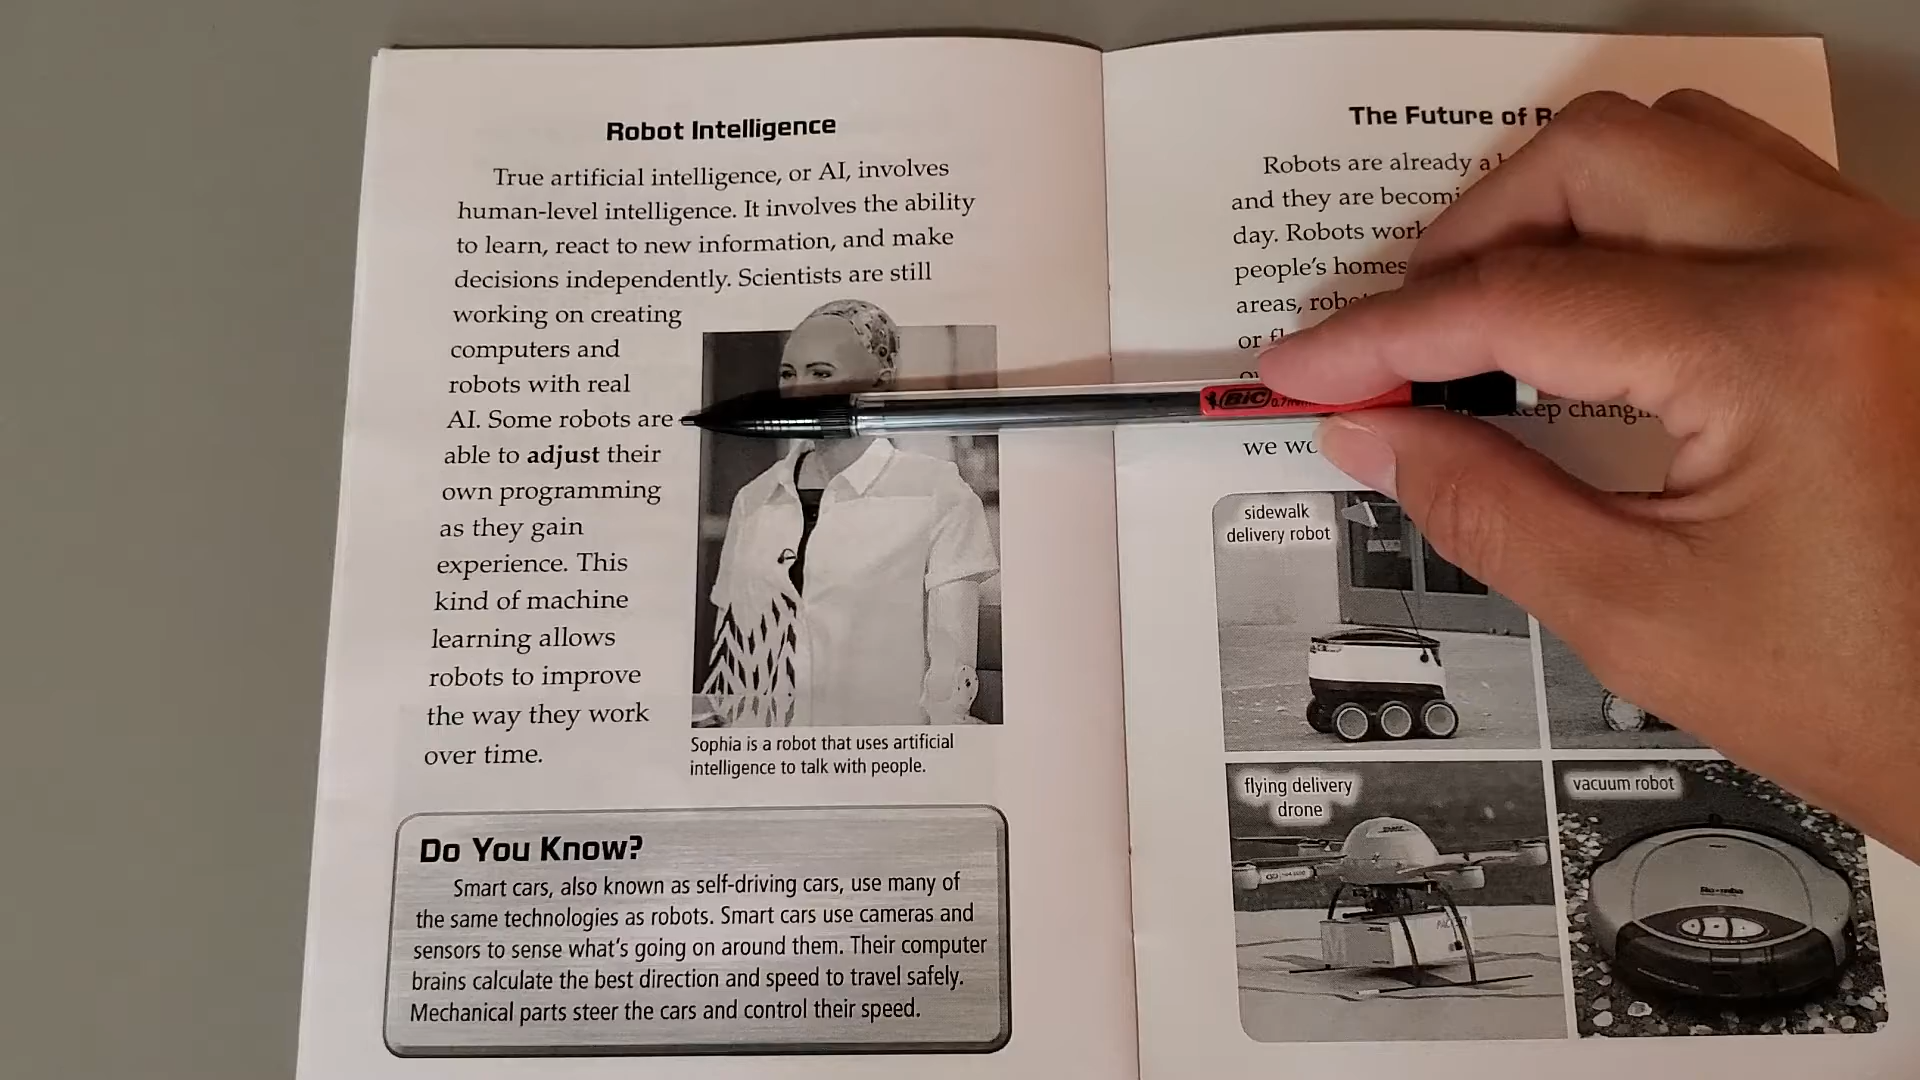 Robot Intelligence
True artificial intelligence, or AI, involves
human-level intelligence. It involves the ability
to learn, react to new information, and make
decisions independently. Scientists are still
working on creating
computers and
robots with real
AI. Some robots are
able to adjust their
own programming
as they gain
experience. This
kind of machine
learning allows
robots to improve
the way they work
over time.
Sophia is a robot that uses artificial
intelligence to talk with people.
Do You Know?
Smart cars, also known as self-driving cars, use many of
the same technologies as robots. Smart cars use cameras and
sensors to sense what's going on around them. Their computer
brains calculate the best direction and speed to travel safely.
Mechanical parts steer the cars and control their speed.
The Future of
Robots are already a
and they are
day. Robots work
people's homes
areas,
or
keep
we
BiC
sidewalk
delivery robot
flying delivery
drone
vacuum robot